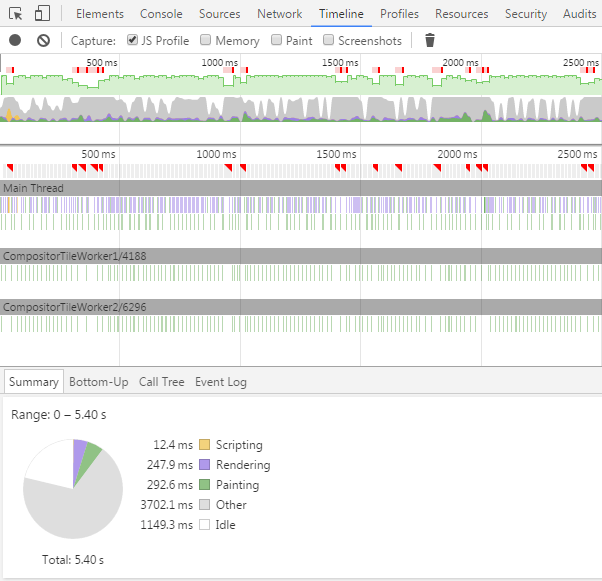 Elements Console Sources Network Timeline Profiles Resources Security Audits
Capture: JS Profile Memory Paint Screenshots
500 ms 1000 ms 1500 ms 2000 ms 2500 ms
500 ms 1000 ms 1500 ms 2000 ms 2500 ms
Main Thread
CompositorTileWorker1/4188
CompositorTileWorker2/6296
Summary Bottom-Up Call Tree Event Log
Range: 0 – 5.40 s
12.4 ms Scripting
247.9 ms Rendering
292.6 ms Painting
3702.1 ms Other
1149.3 ms Idle
Total: 5.40 s